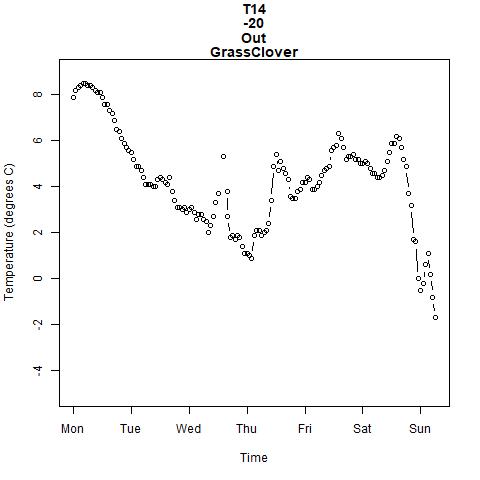 T14
-20
Out
GrassClover
Temperature (degrees C)
8
6
4
2
0
-2
-4
Mon Tue Wed Thu Fri Sat Sun
Time